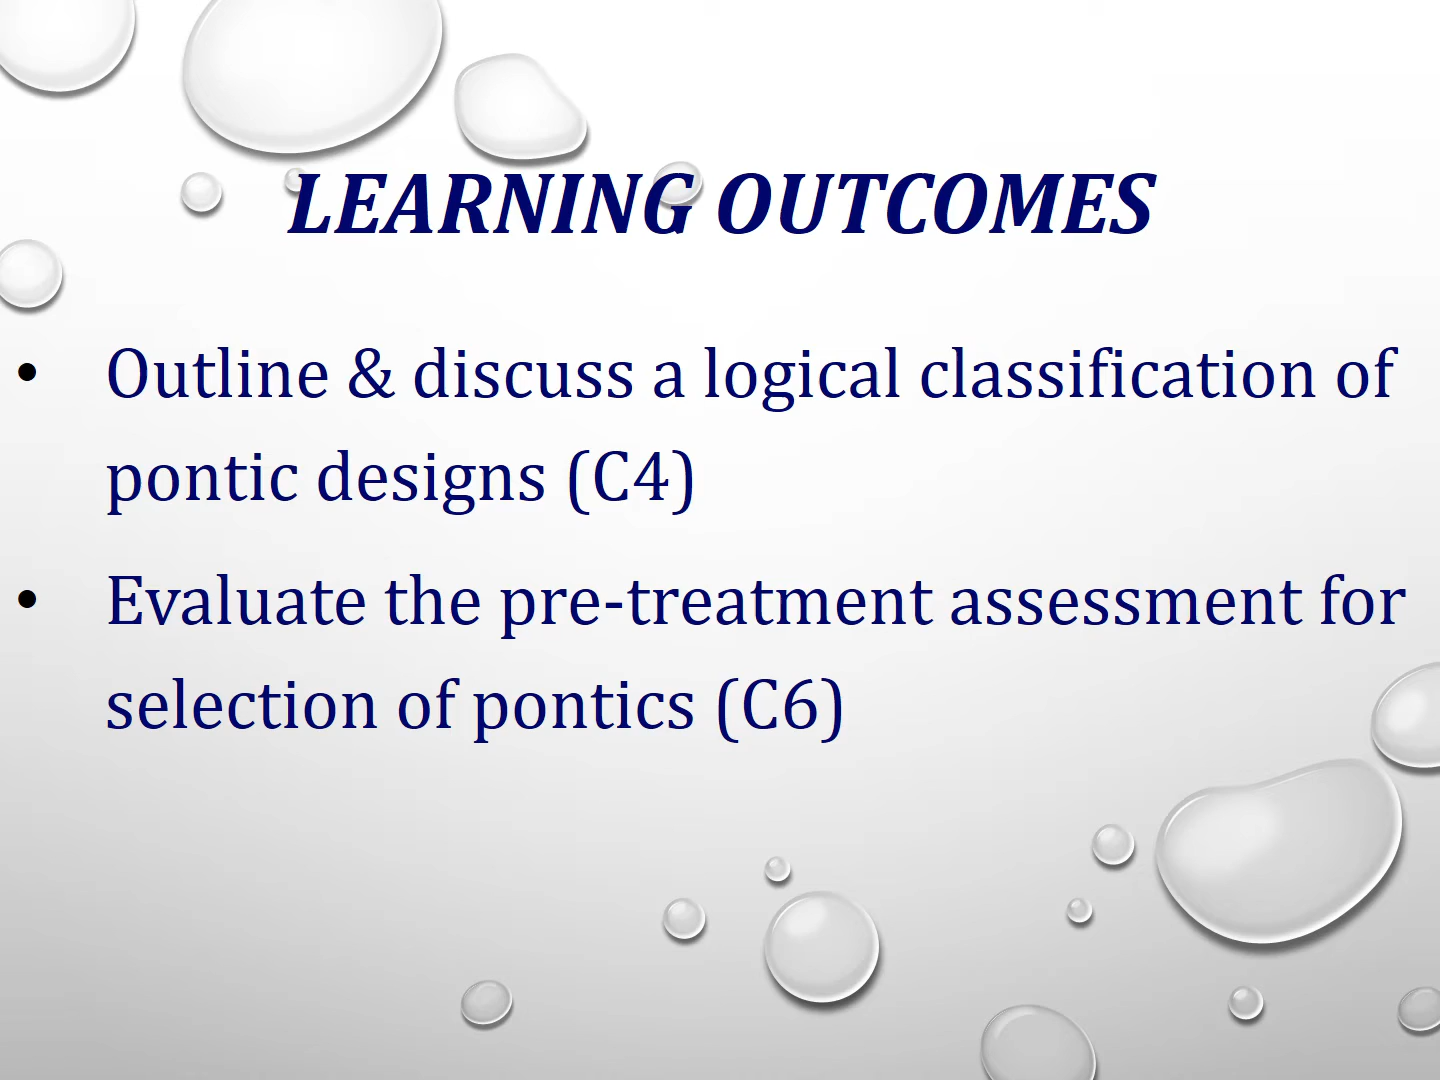 LEARNING OUTCOMES
• Outline & discuss a logical classification of
pontic designs (C4)
• Evaluate the pre-treatment assessment for
selection of pontics (C6)